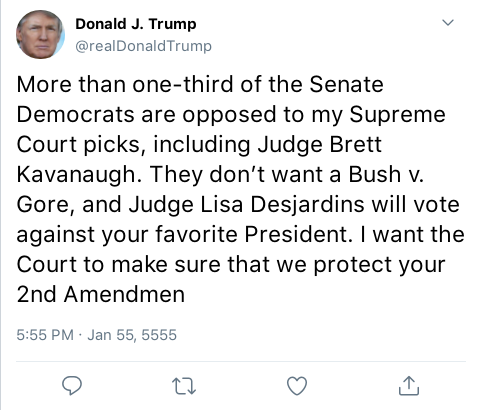 Donald J. Trump
@realDonaldTrump
More than one-third of the Senate
Democrats are opposed to my Supreme
Court picks, including Judge Brett
Kavanaugh. They don’t want a Bush v.
Gore, and Judge Lisa Desjardins will vote
against your favorite President. I want the
Court to make sure that we protect your
2nd Amendmen
5:55 PM · Jan 55, 5555